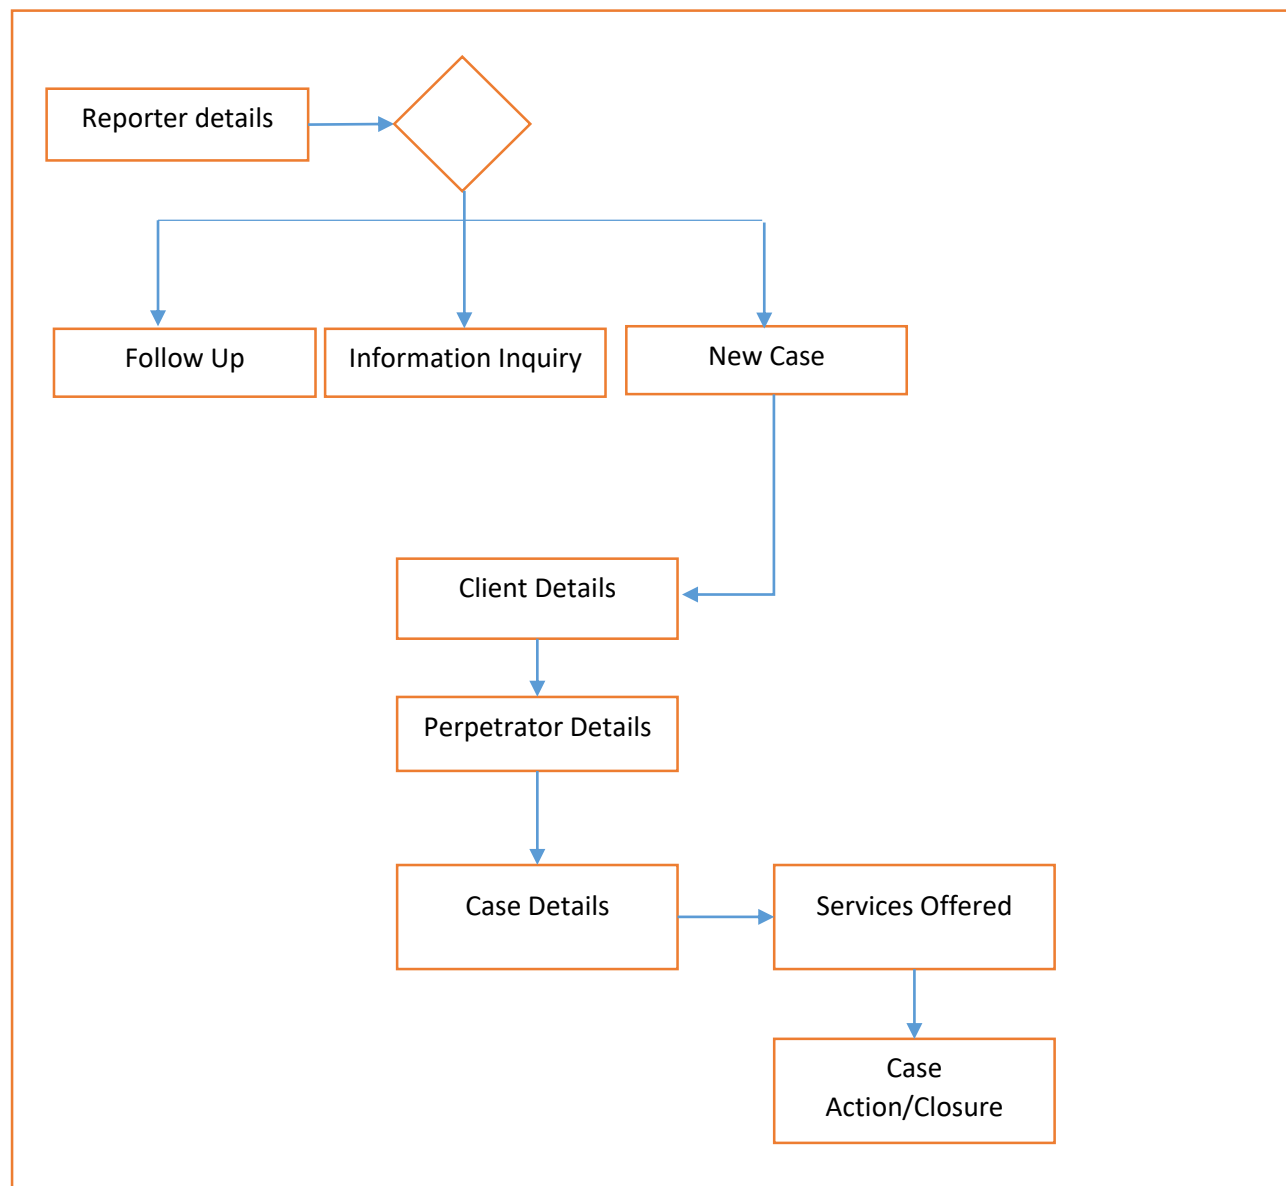 Reporter details
Follow Up
Information Inquiry
New Case
Client Details
Perpetrator Details
Case Details
Services Offered
Case
Action/Closure